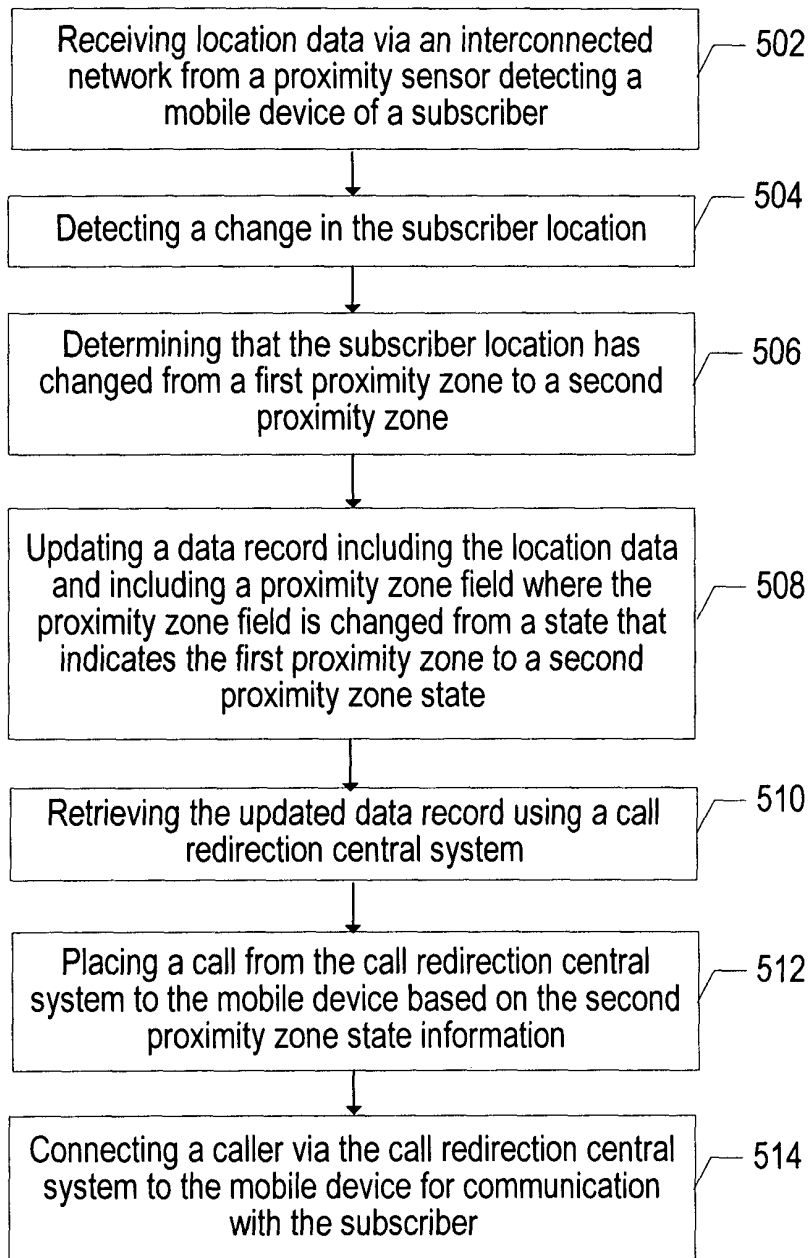 Receiving location data via an interconnected
network from a proximity sensor detecting a
mobile device of a subscriber
502
Detecting a change in the subscriber location
504
Determining that the subscriber location has
changed from a first proximity zone to a second
proximity zone
506
Updating a data record including the location data
and including a proximity zone field where the
proximity zone field is changed from a state that
indicates the first proximity zone to a second
proximity zone state
508
Retrieving the updated data record using a call
redirection central system
510
Placing a call from the call redirection central
system to the mobile device based on the second
proximity zone state information
512
Connecting a caller via the call redirection central
system to the mobile device for communication
with the subscriber
514